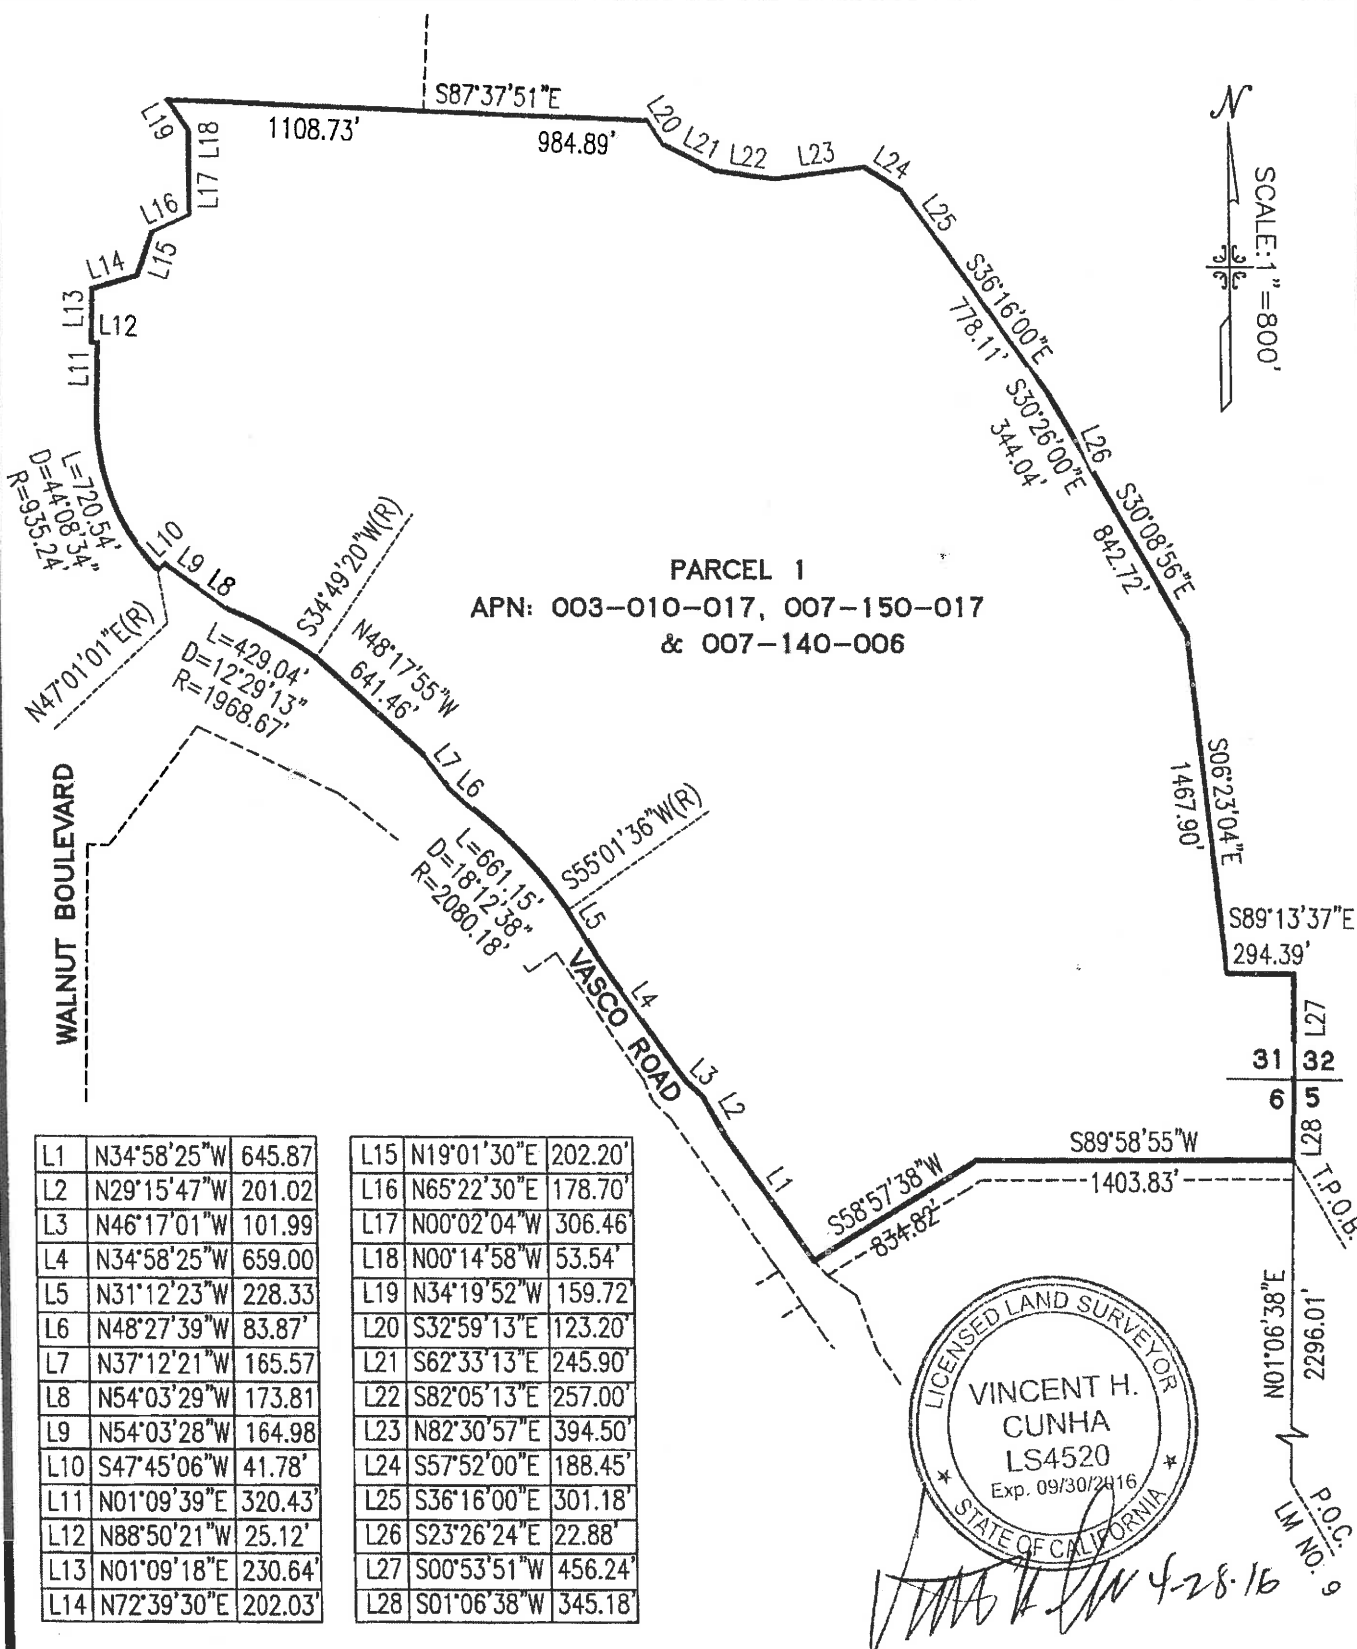 S87°37'51"E
1108.73'
984.89'
L19
L18
L17
L16
L15
L14
L13
L12
L11
L20
L21
L22
L23
L24
L25
N
SCALE: 1"=800'
S36°16'00"E
778.11'
S30°26'00"E
344.04'
L26
S30°08'56"E
842.72'
L=720.54'
D=44°08'34"
R=935.24'
L10
L9
L8
N47°01'01"E(R)
S34°49'20"W(R)
L=429.04'
D=12°29'13"
R=1968.67'
N48°17'55"W
641.46'
PARCEL 1
APN: 003-010-017, 007-150-017
& 007-140-006
L7
L6
S55°01'36"W(R)
L=661.15'
D=18°12'38"
R=2080.18'
L5
WALNUT BOULEVARD
VASCO ROAD
L4
L3
L2
L1
S06°23'04"E
1467.90'
S89°13'37"E
294.39'
L27
31 32
6 5
L28
S89°58'55"W
1403.83'
S58°57'38"W
834.82'
T.P.O.B.
N01°06'38"E
2296.01'
P.O.C.
LM NO. 9
L1 N34°58'25"W 645.87
L2 N29°15'47"W 201.02
L3 N46°17'01"W 101.99
L4 N34°58'25"W 659.00
L5 N31°12'23"W 228.33
L6 N48°27'39"W 83.87'
L7 N37°12'21"W 165.57
L8 N54°03'29"W 173.81
L9 N54°03'28"W 164.98
L10 S47°45'06"W 41.78'
L11 N01°09'39"E 320.43'
L12 N88°50'21"W 25.12'
L13 N01°09'18"E 230.64'
L14 N72°39'30"E 202.03'
L15 N19°01'30"E 202.20'
L16 N65°22'30"E 178.70'
L17 N00°02'04"W 306.46'
L18 N00°14'58"W 53.54'
L19 N34°19'52"W 159.72'
L20 S32°59'13"E 123.20'
L21 S62°33'13"E 245.90'
L22 S82°05'13"E 257.00'
L23 N82°30'57"E 394.50'
L24 S57°52'00"E 188.45'
L25 S36°16'00"E 301.18'
L26 S23°26'24"E 22.88'
L27 S00°53'51"W 456.24'
L28 S01°06'38"W 345.18'
LICENSED LAND SURVEYOR
VINCENT H.
CUNHA
LS4520
Exp. 09/30/2016
STATE OF CALIFORNIA
4-28-16